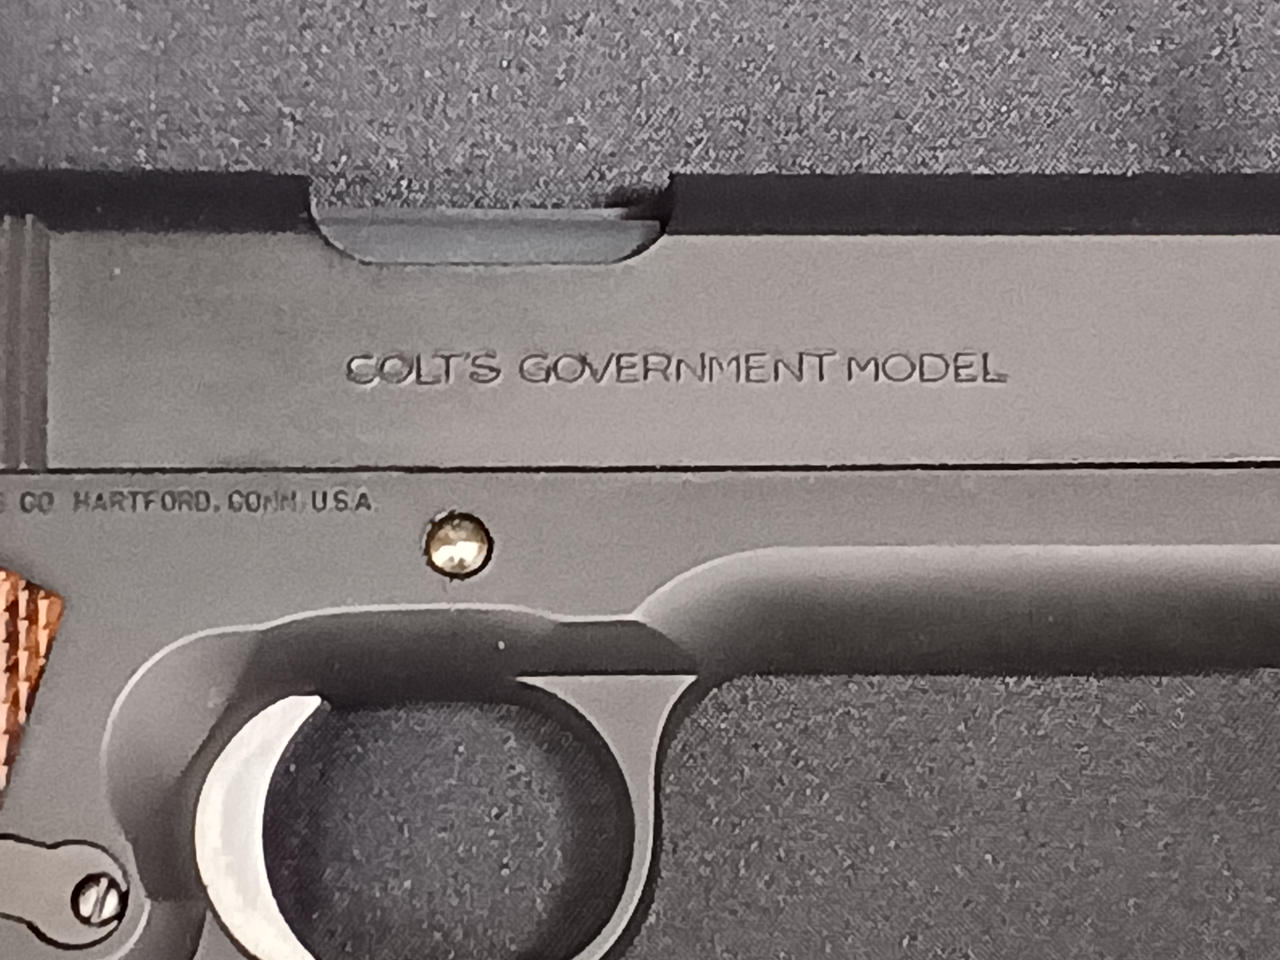 COLT'S GOVERNMENT MODEL
CO HARTFORD, CONN. U.S.A.